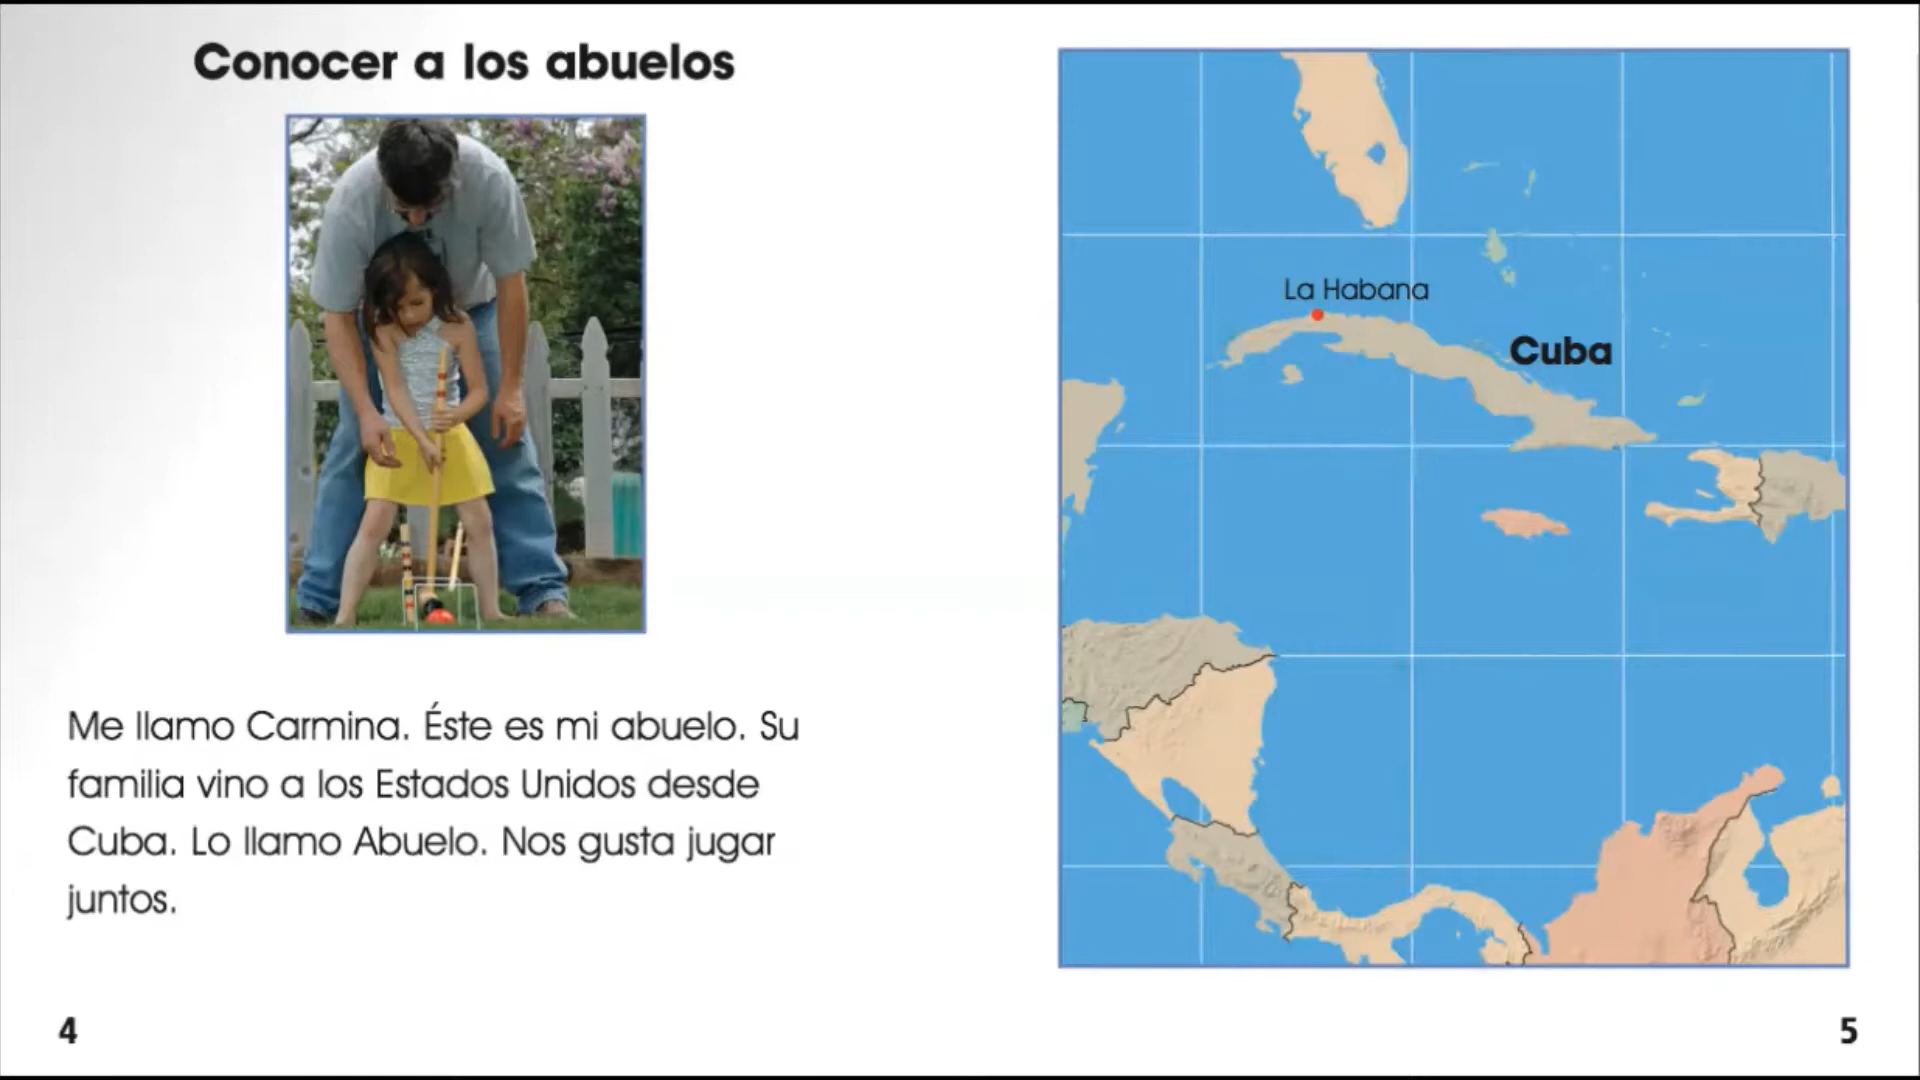 Conocer a los abuelos
Me llamo Carmina. Éste es mi abuelo. Su
familia vino a los Estados Unidos desde
Cuba. Lo llamo Abuelo. Nos gusta jugar
juntos.
4
La Habana
Cuba
5